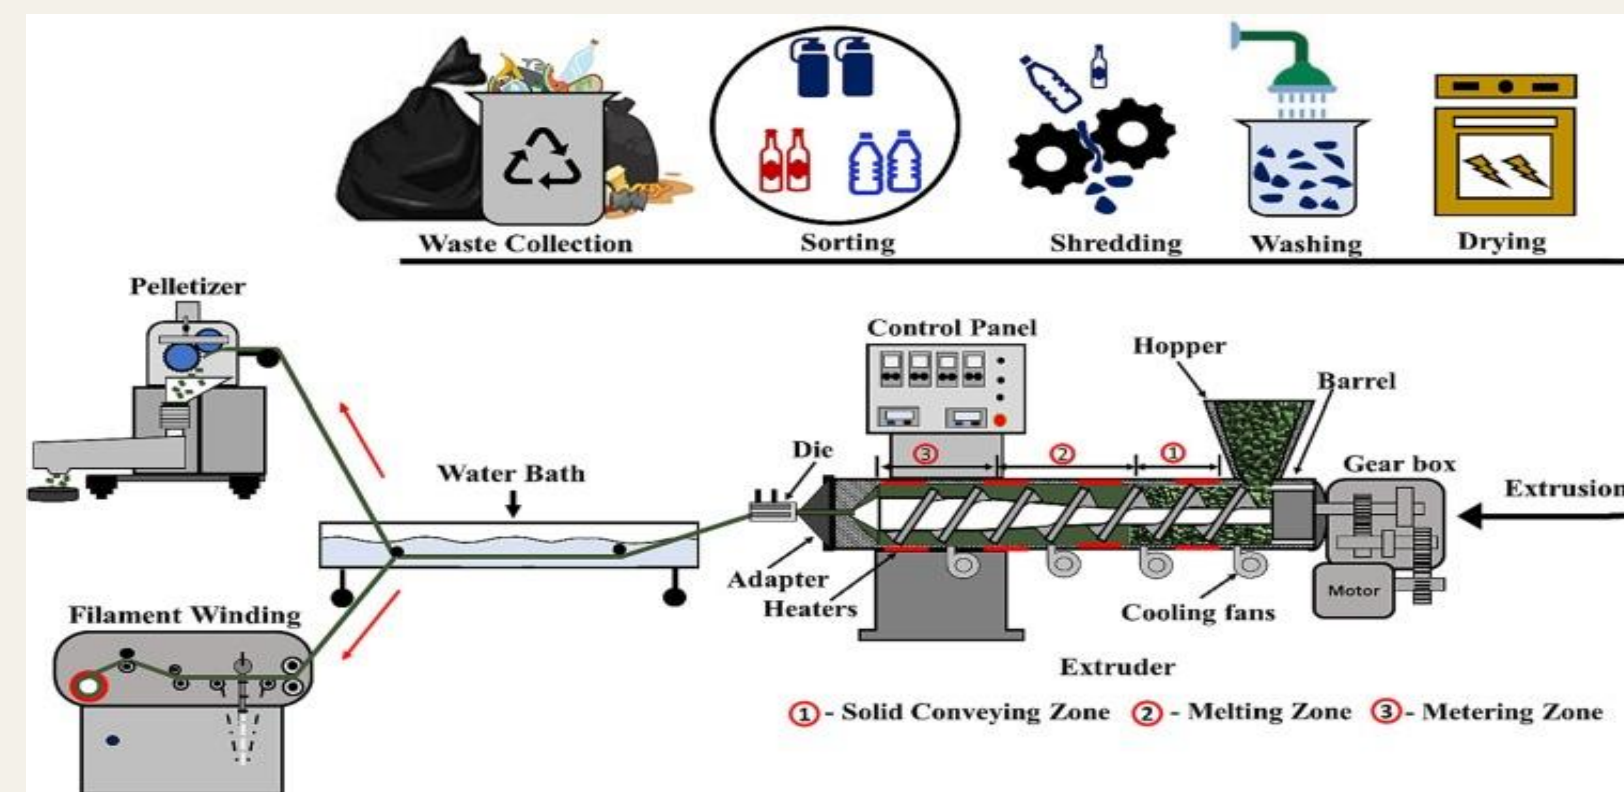 Waste Collection
Sorting
Shredding
Washing
Drying
Pelletizer
Control Panel
Hopper
Barrel
Die
Gear box
Water Bath
Extrusion
3
2
1
Adapter
Heaters
Cooling fans
Motor
Filament Winding
Extruder
1 - Solid Conveying Zone 2 - Melting Zone 3 - Metering Zone